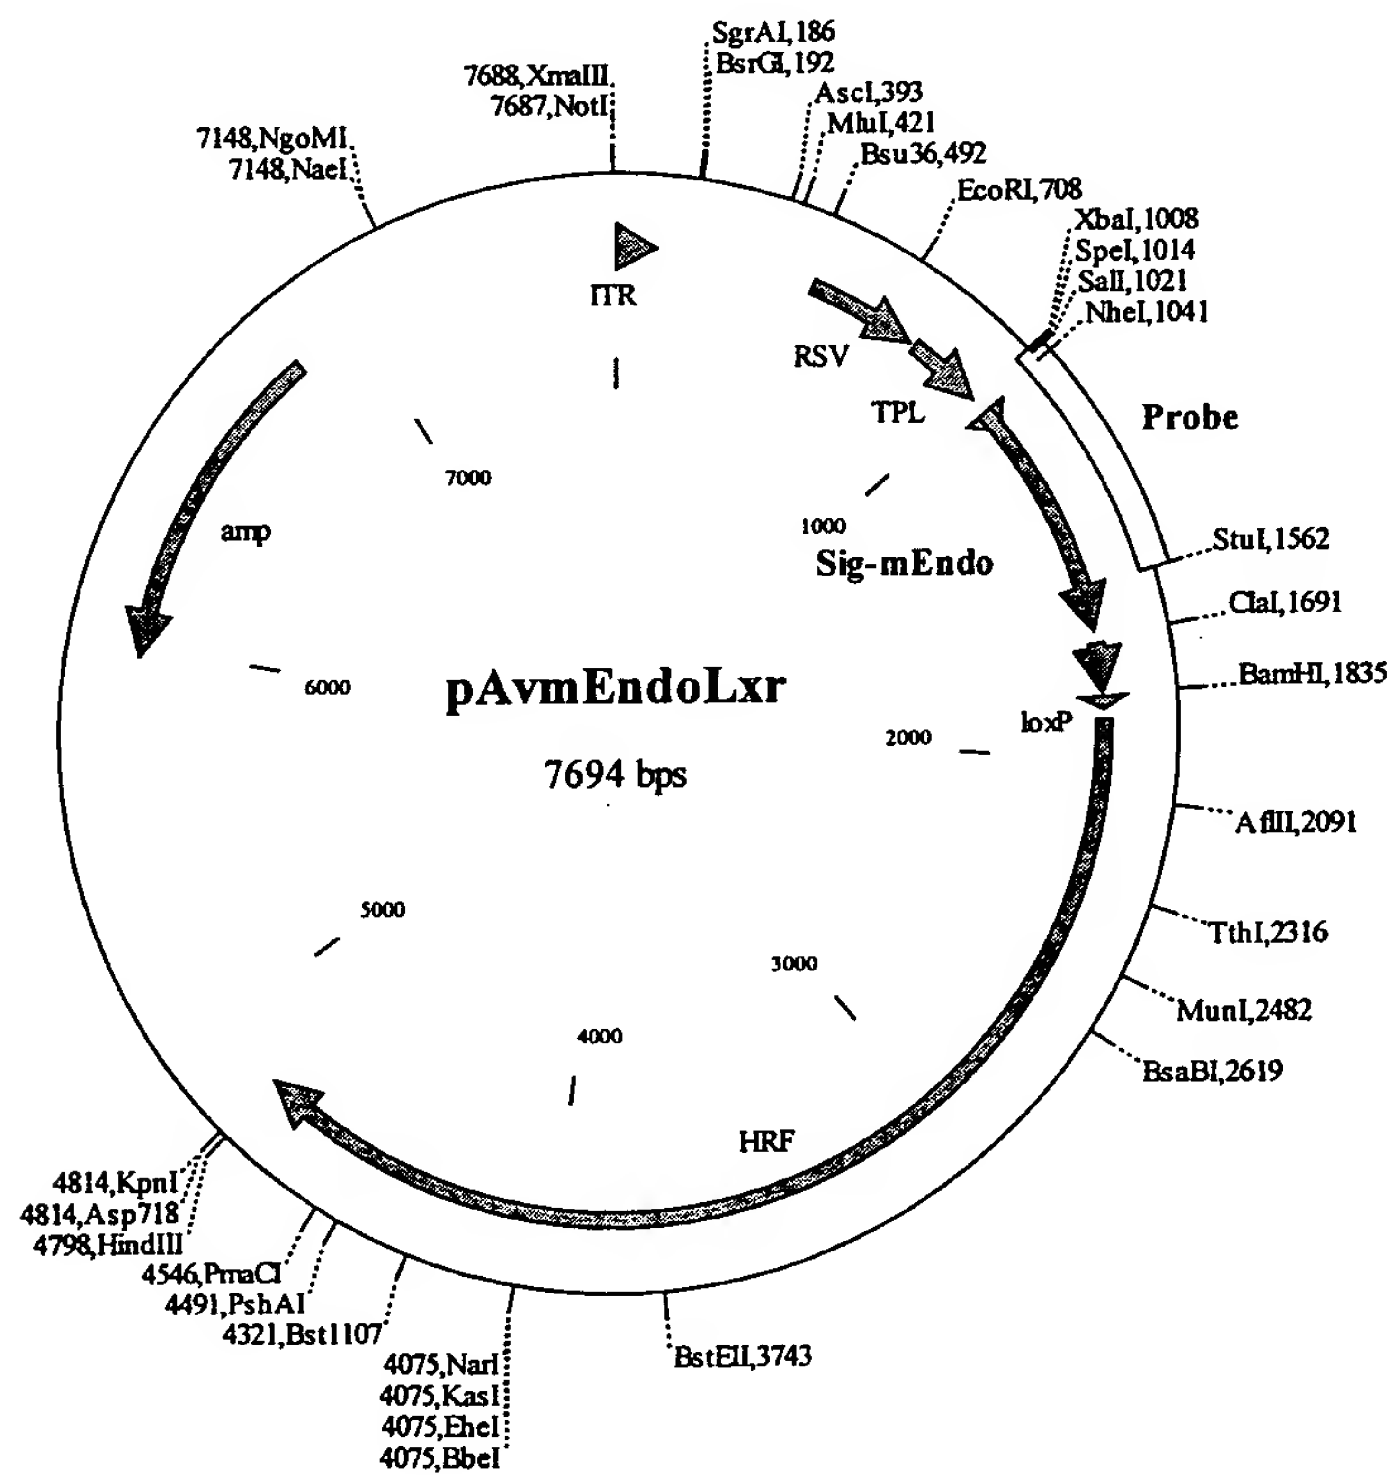 SgrAI,186
BsrGI,192
7688,XmaIII
7687,NotI
AscI,393
MluI,421
Bsu36,492
7148,NgoMI
7148,NaeI
EcoRI,708
XbaI,1008
SpeI,1014
SalI,1021
NheI,1041
ITR
RSV
TPL
Probe
7000
1000
amp
Sig-mEndo
StuI,1562
ClaI,1691
BamHI,1835
6000
pAvmEndoLxr
7694 bps
loxP
2000
AflII,2091
5000
TthI,2316
3000
MunI,2482
4000
BsaBI,2619
HRF
4814,KpnI
4814,Asp718
4798,HindIII
4546,PmaCI
4491,PshAI
4321,Bst1107
4075,NarI
4075,KasI
4075,EheI
4075,BbeI
BstEII,3743